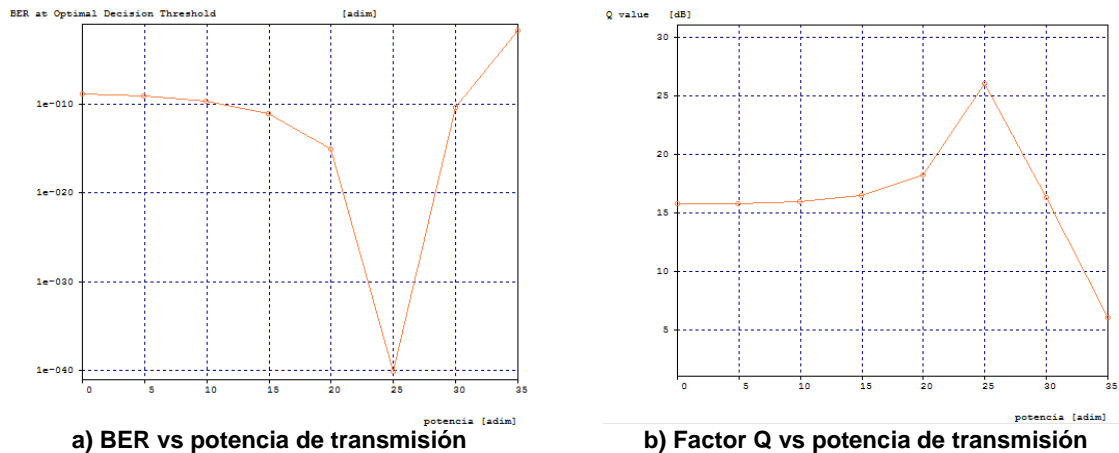 BER at Optimal Decision Threshold [adim]
1e-010
1e-020
1e-030
1e-040
0 5 10 15 20 25 30 35
potencia [adim]
a) BER vs potencia de transmisión
Q value [dB]
30
25
20
15
10
5
0 5 10 15 20 25 30 35
potencia [adim]
b) Factor Q vs potencia de transmisión